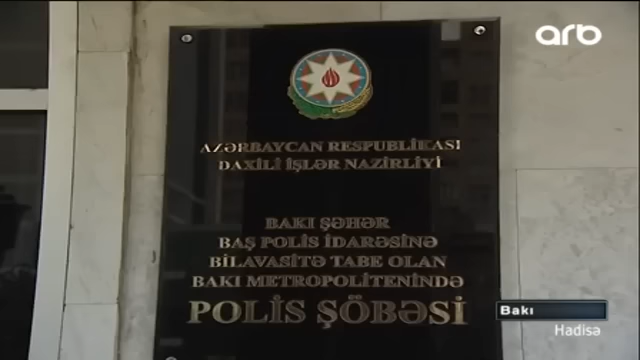 arb
AZƏRBAYCAN RESPUBLİKASI
DAXİLİ İŞLƏR NAZİRLİYİ
BAKI ŞƏHƏR
BAŞ POLİS İDARƏSİNƏ
BİLAVASİTƏ TABE OLAN
BAKI METROPOLİTENİNDƏ
POLİS ŞÖBƏSİ
Bakı
Hadisə